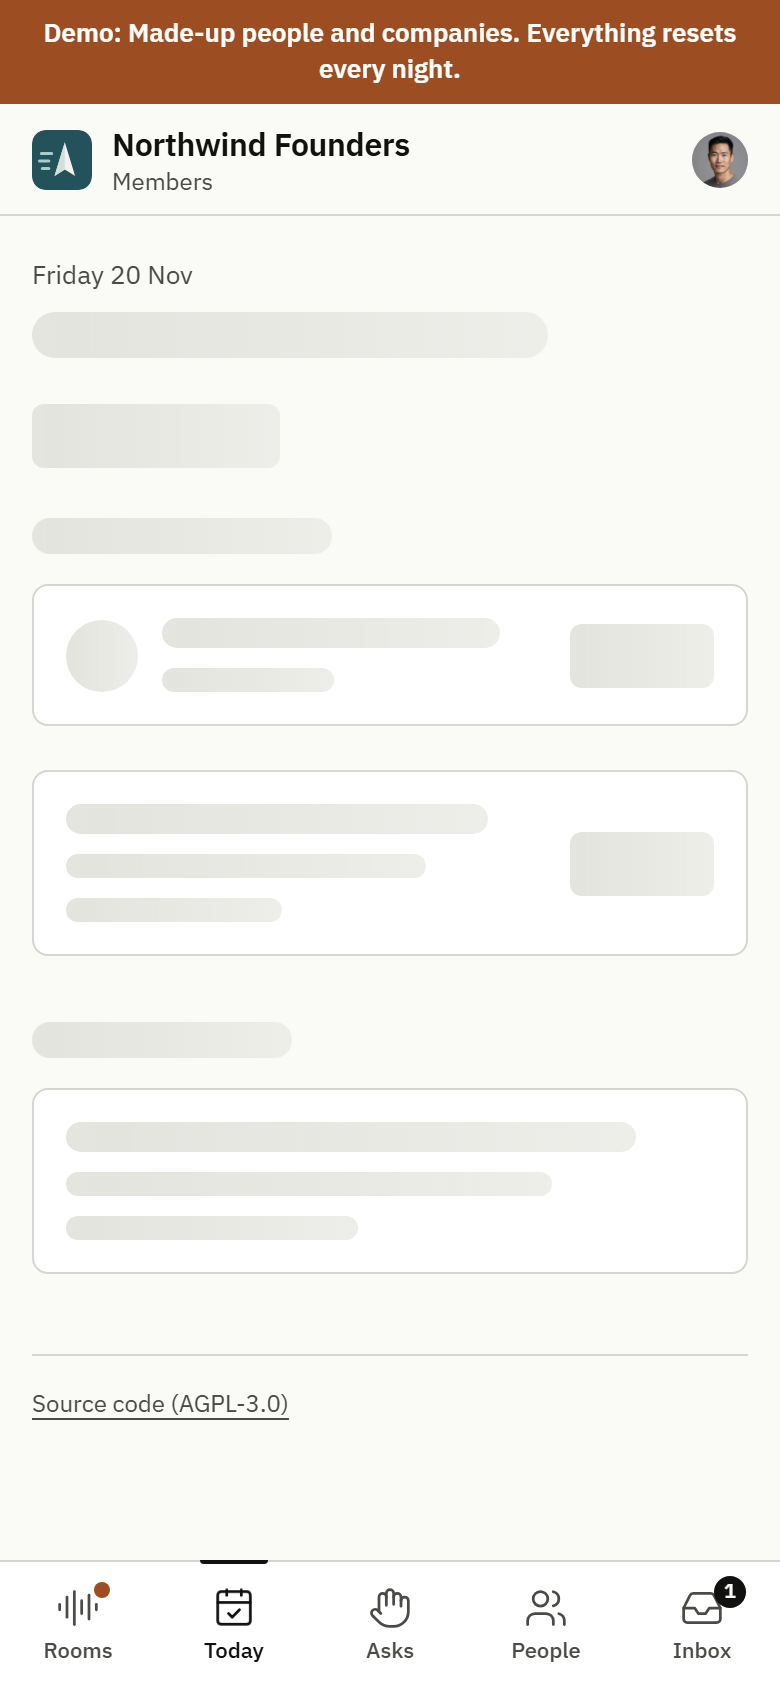 Demo: Made-up people and companies. Everything resets
every night.
Northwind Founders
Members
Friday 20 Nov
Source code (AGPL-3.0)
1
Rooms
Today
Asks
People
Inbox